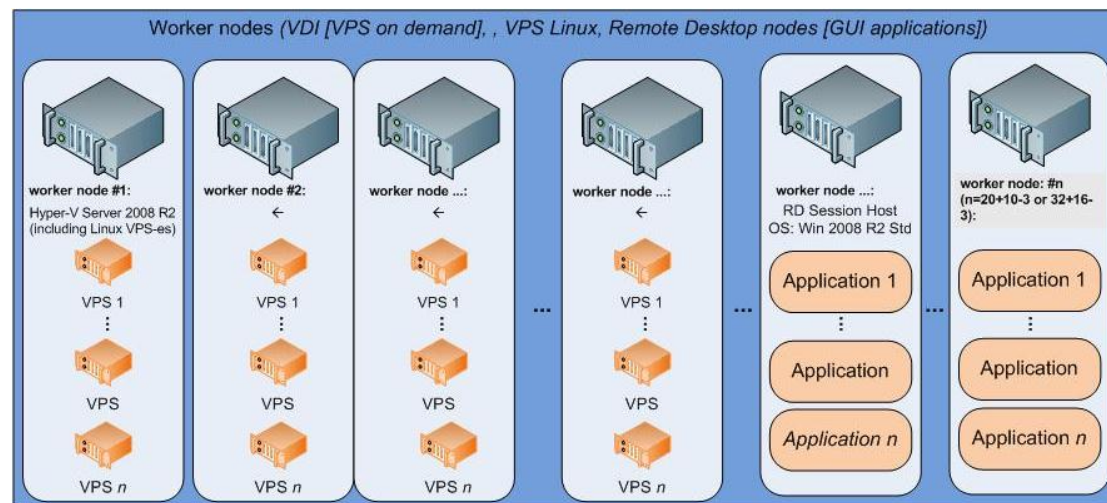 Worker nodes (VDI [VPS on demand], , VPS Linux, Remote Desktop nodes [GUI applications])
worker node #1:
Hyper-V Server 2008 R2
(including Linux VPS-es)
VPS 1
⋮
VPS
VPS n
worker node #2:
←
VPS 1
⋮
VPS
VPS n
worker node ...:
←
VPS 1
⋮
VPS
VPS n
...
worker node ...:
←
VPS 1
⋮
VPS
VPS n
...
worker node ...:
RD Session Host
OS: Win 2008 R2 Std
Application 1
⋮
Application
Application n
...
worker node: #n
(n=20+10-3 or 32+16-
3):
Application 1
⋮
Application
Application n